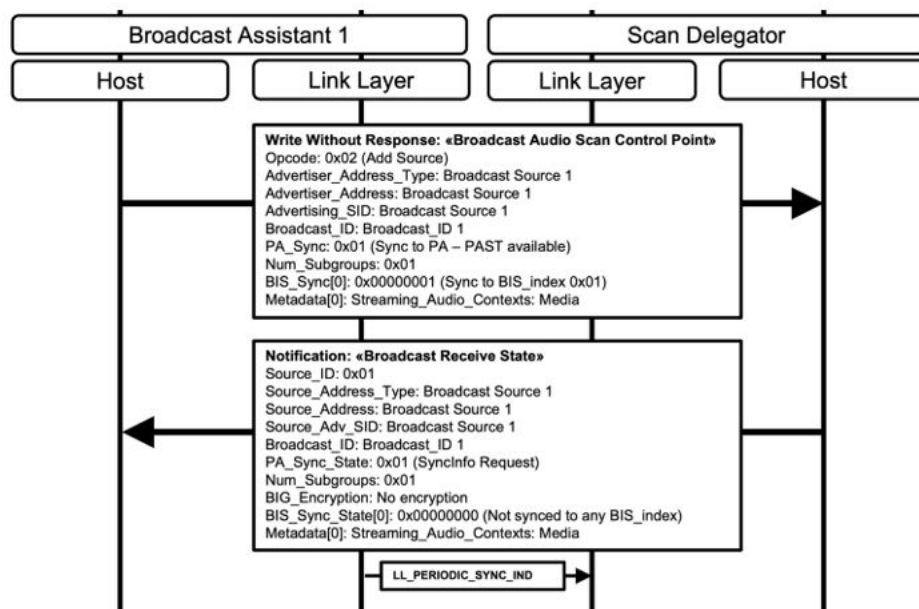 Broadcast Assistant 1
Scan Delegator
Host
Link Layer
Link Layer
Host
Write Without Response: «Broadcast Audio Scan Control Point»
Opcode: 0x02 (Add Source)
Advertiser_Address_Type: Broadcast Source 1
Advertiser_Address: Broadcast Source 1
Advertising_SID: Broadcast Source 1
Broadcast_ID: Broadcast_ID 1
PA_Sync: 0x01 (Sync to PA – PAST available)
Num_Subgroups: 0x01
BIS_Sync[0]: 0x00000001 (Sync to BIS_index 0x01)
Metadata[0]: Streaming_Audio_Contexts: Media
Notification: «Broadcast Receive State»
Source_ID: 0x01
Source_Address_Type: Broadcast Source 1
Source_Address: Broadcast Source 1
Source_Adv_SID: Broadcast Source 1
Broadcast_ID: Broadcast_ID 1
PA_Sync_State: 0x01 (SyncInfo Request)
Num_Subgroups: 0x01
BIG_Encryption: No encryption
BIS_Sync_State[0]: 0x00000000 (Not synced to any BIS_index)
Metadata[0]: Streaming_Audio_Contexts: Media
LL_PERIODIC_SYNC_IND